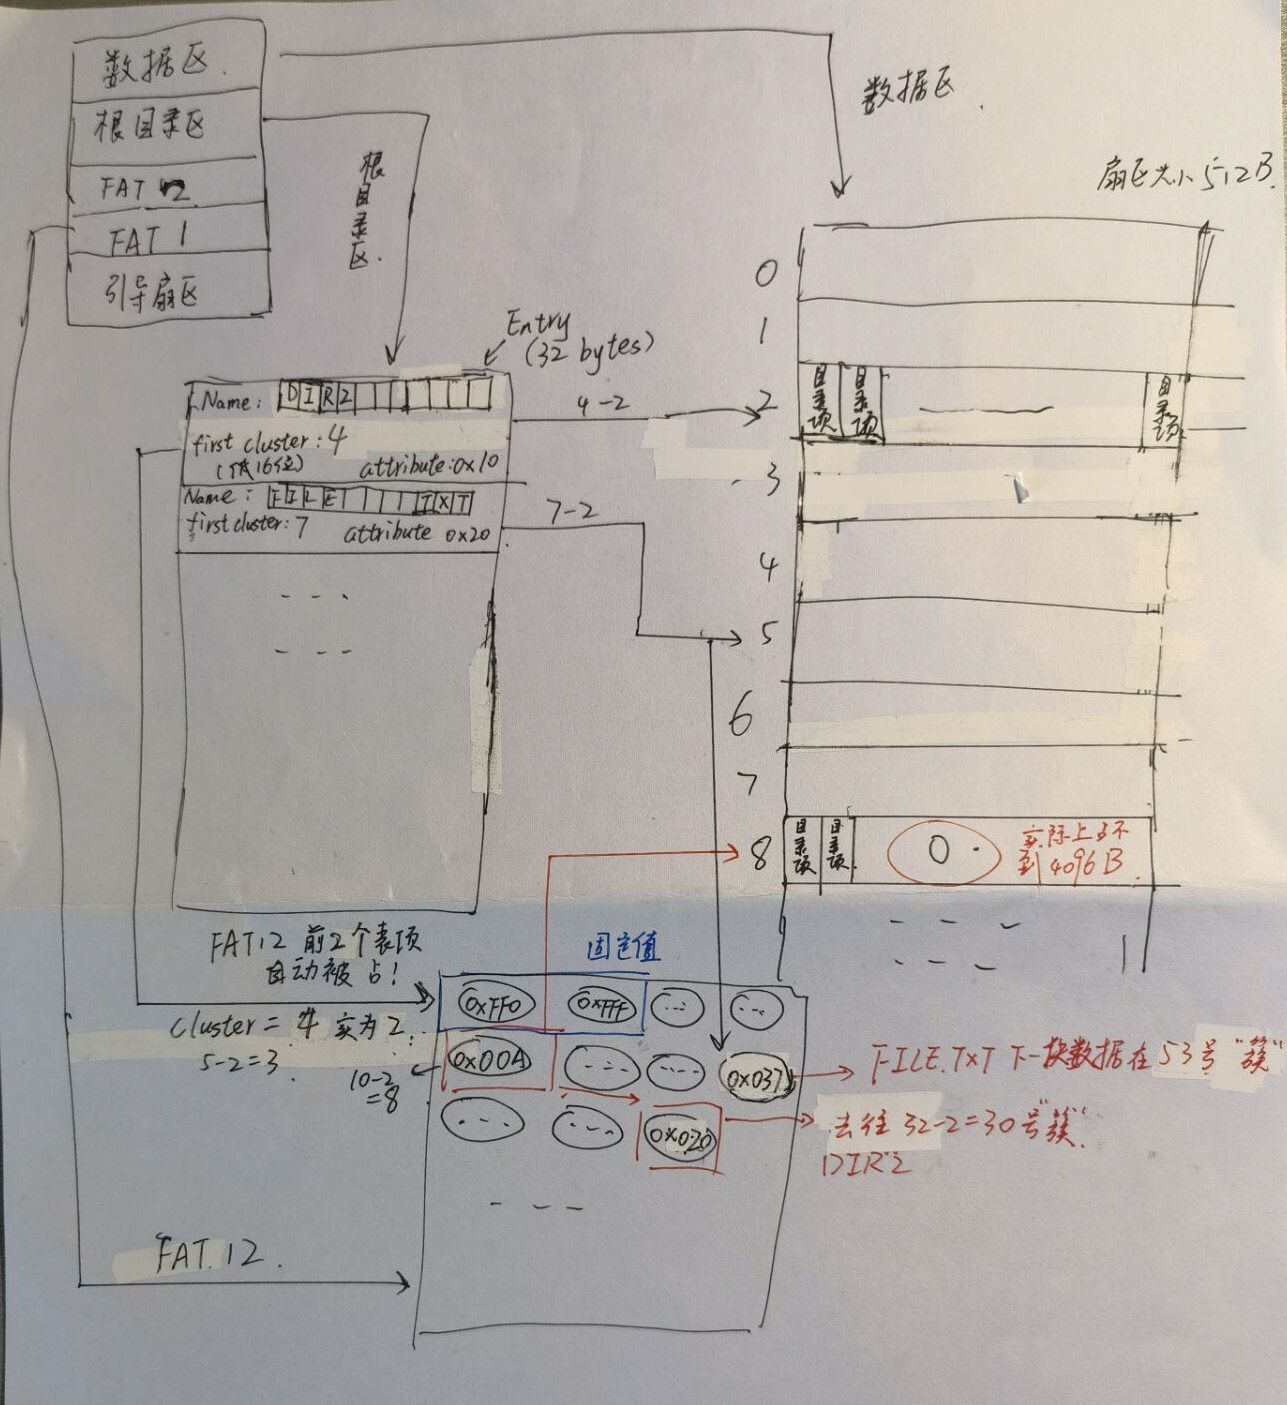 数据区.
根目录区
FAT 2
FAT 1
引导扇区
根目录区.
数据区.
扇区大小 512B.
Entry
(32 bytes)
Name: DIR2
first cluster: 4
(低16位) attribute: 0x10
Name: FILE TXT
first cluster: 7 attribute 0x20
4-2
7-2
0
1
2 目录项 目录项 目录项
3
4
5
6
7
8 目录项 目录项 0.
实际上多不
到4096B
FAT12 前2个表项
自动被占!
固定值
0xFF0 0xFFF
cluster = 4 实为2.
5-2=3.
10-2
=8
0x00A 0x037
FILE.TXT 下一块数据在53号"簇"
0x020
去往 32-2=30号"簇".
DIR2
FAT 12.